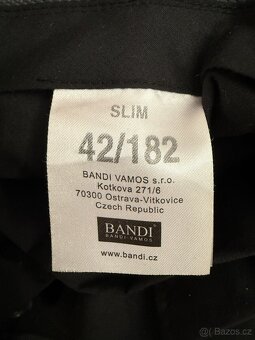 SLIM
42/182
BANDI VAMOS s.r.o.
Kotkova 271/6
70300 Ostrava-Vitkovice
Czech Republic
BANDI
BANDI-VAMOS
www.bandi.cz
sbazar.cz